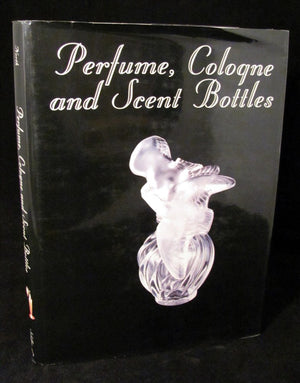 Perfume, Cologne
and Scent Bottles
Perfume, Cologne and Scent Bottles